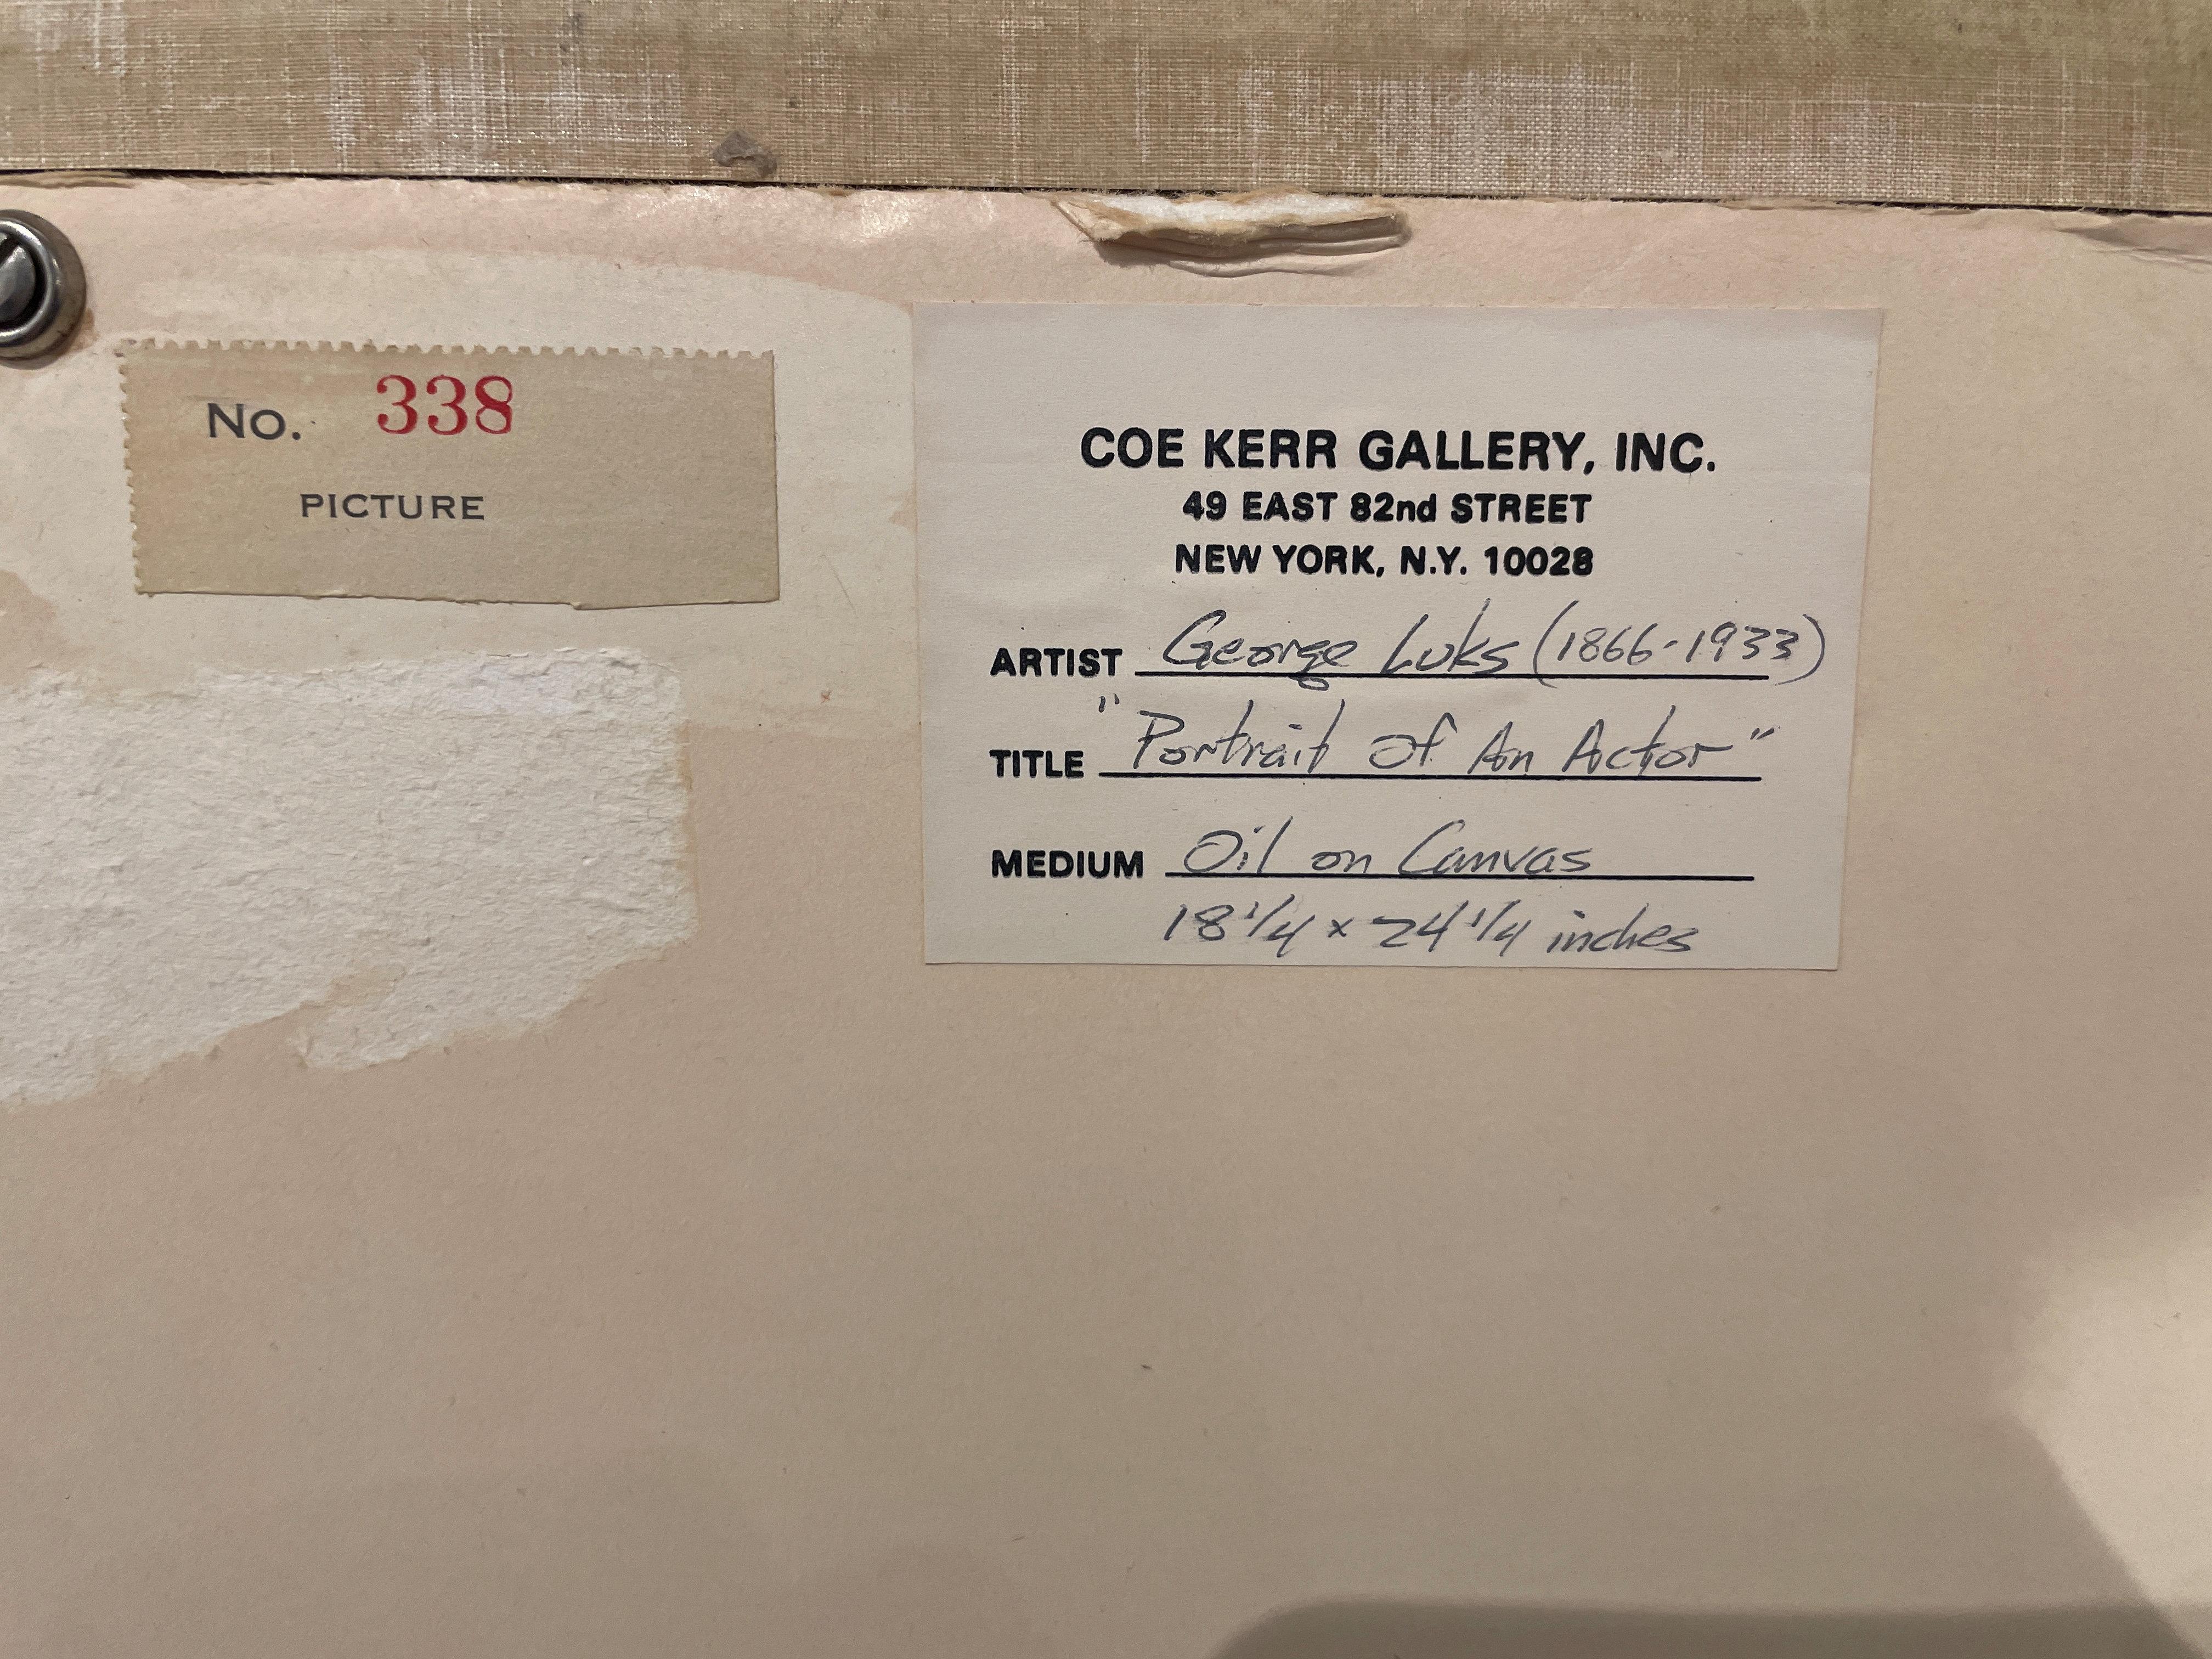 No. 338
PICTURE
COE KERR GALLERY, INC.
49 EAST 82nd STREET
NEW YORK, N.Y. 10028
ARTIST George Luks (1866-1933)
TITLE "Portrait Of An Actor"
MEDIUM Oil on Canvas
18 1/4 x 24 1/4 inches